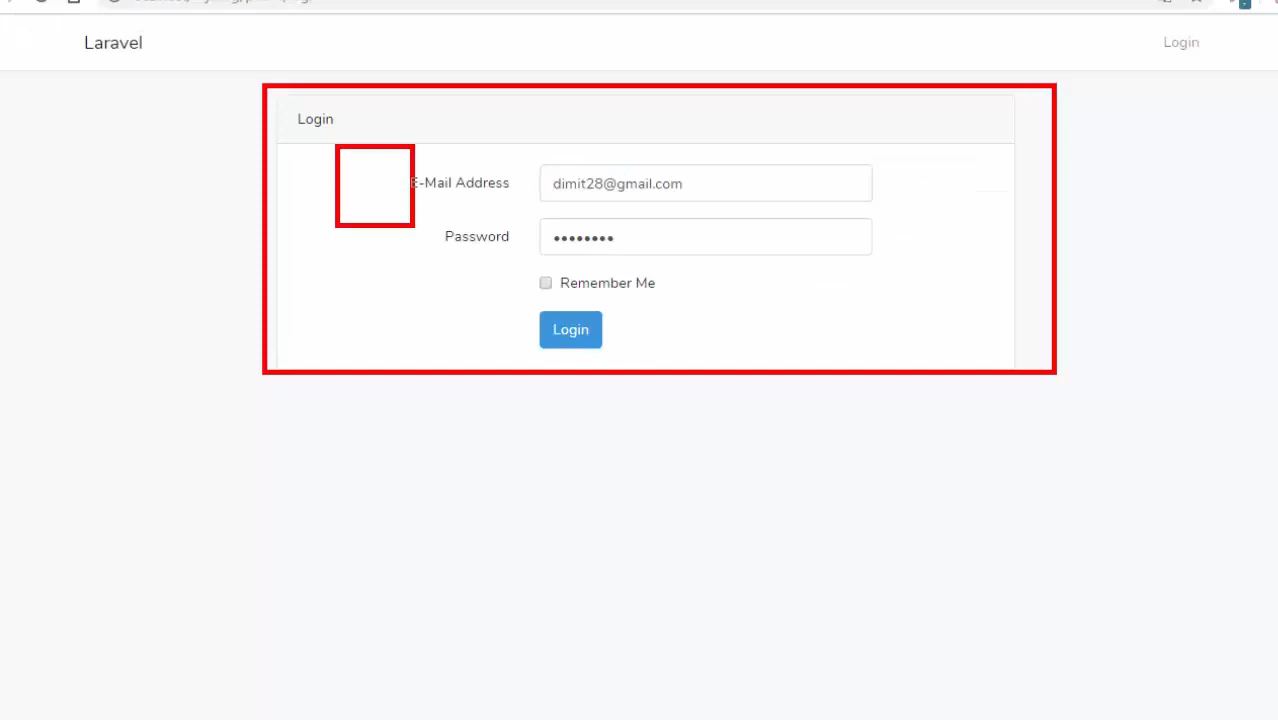 Laravel
Login
Login
E-Mail Address
dimit28@gmail.com
Password
••••••••
Remember Me
Login